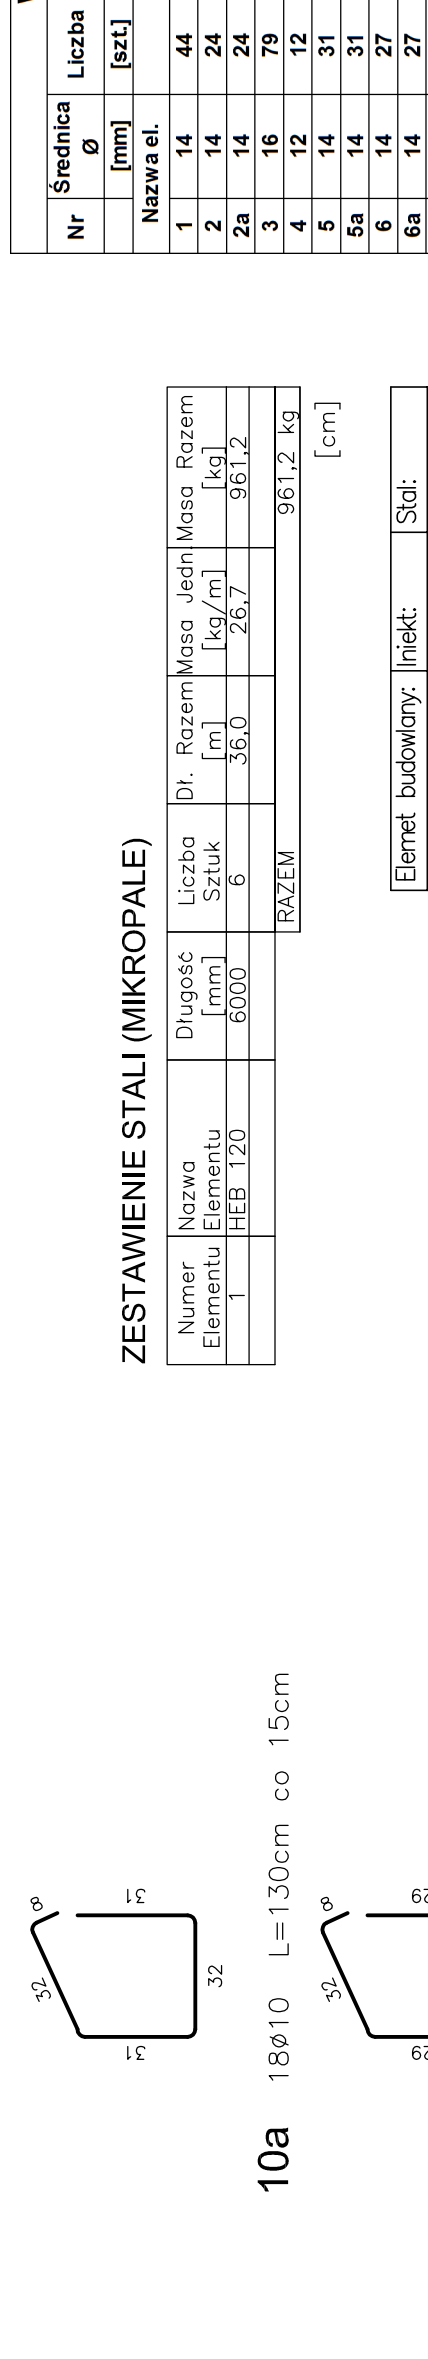 8
32
31
31
32
10a 18ø10 L=130cm co 15cm
8
32
29
29
ZESTAWIENIE STALI (MIKROPALE)
Numer Nazwa Długość Liczba Dł. Razem Masa Jedn. Masa Razem
Elementu Elementu [mm] Sztuk [m] [kg/m] [kg]
1 HEB 120 6000 6 36,0 26,7 961,2
RAZEM 961,2 kg
[cm]
Elemet budowlany: Iniekt: Stal:
Nr Średnica Liczba
Ø
[mm] [szt.]
Nazwa el.
1 14 44
2 14 24
2a 14 24
3 16 79
4 12 12
5 14 31
5a 14 31
6 14 27
6a 14 27